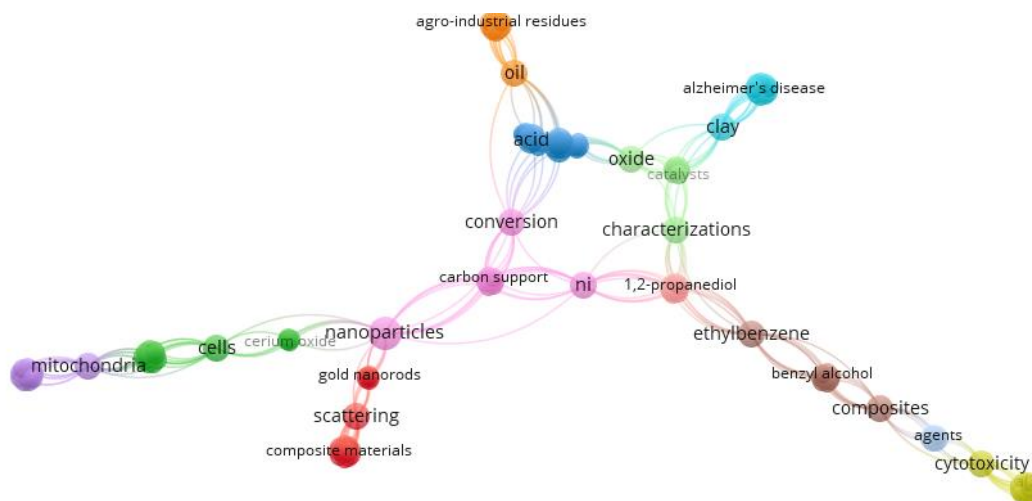 agro-industrial residues
oil
alzheimer's disease
acid
clay
oxide
catalysts
conversion
characterizations
carbon support
ni
1,2-propanediol
nanoparticles
ethylbenzene
cerium oxide
cells
mitochondria
gold nanorods
benzyl alcohol
scattering
composites
composite materials
agents
cytotoxicity